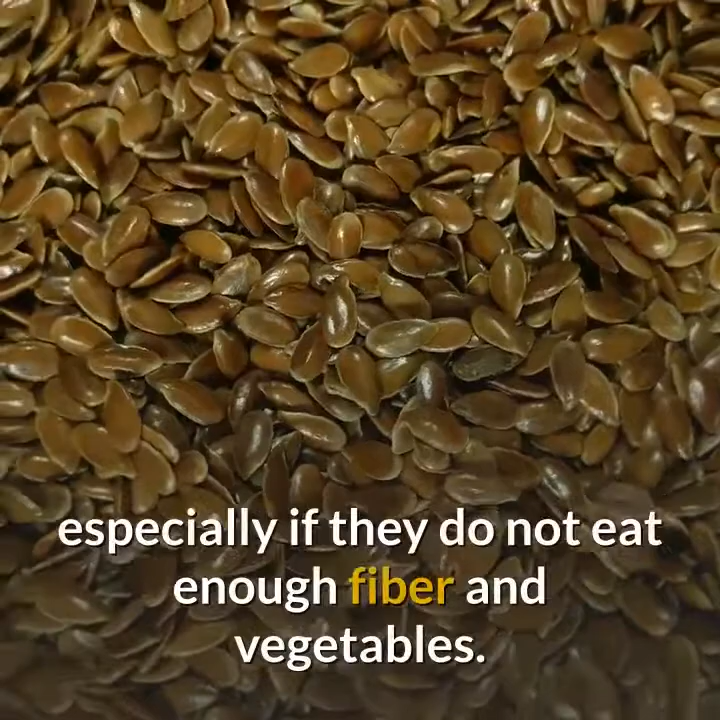 especially if they do not eat
enough fiber and
vegetables.